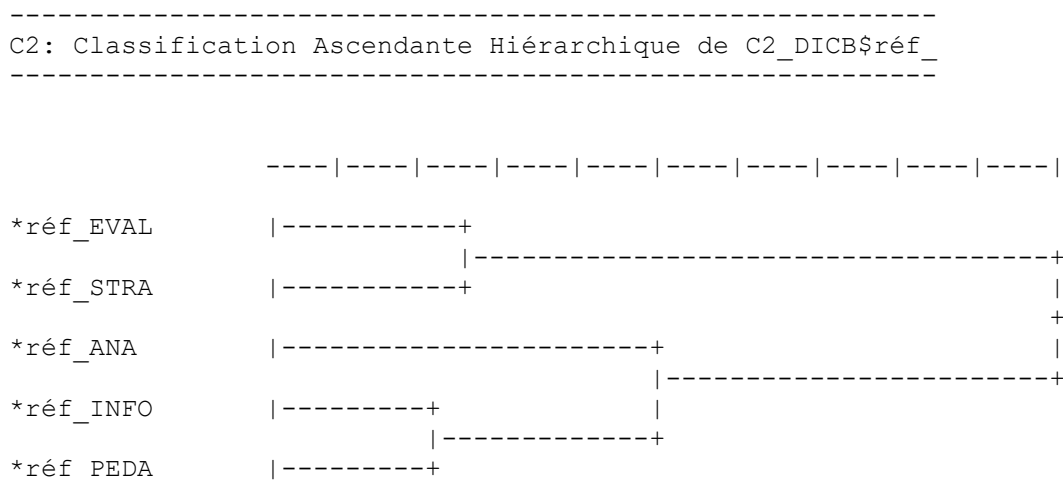 ----------------------------------------------------------
C2: Classification Ascendante Hiérarchique de C2_DICB$réf_
----------------------------------------------------------
----|----|----|----|----|----|----|----|----|----|
*réf_EVAL       |-----------+
                            |------------------------------------+
*réf_STRA       |-----------+                                    |
                                                                 +
*réf_ANA        |-----------------------+                        |
                                        |------------------------+
*réf_INFO       |---------+             |
                          |-------------+
*réf_PEDA       |---------+